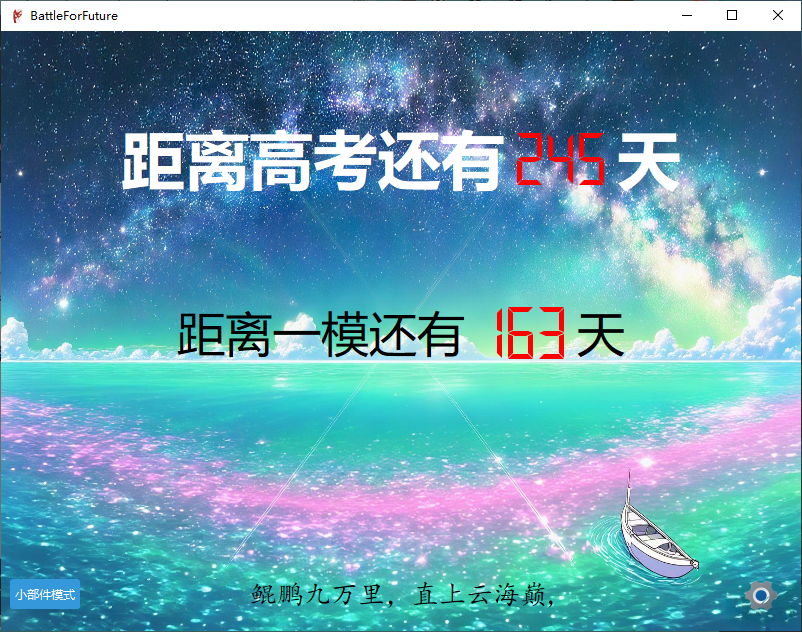 BattleForFuture
距离高考还有 245 天
距离一模还有 163 天
鲲鹏九万里，直上云海巅，
小部件模式